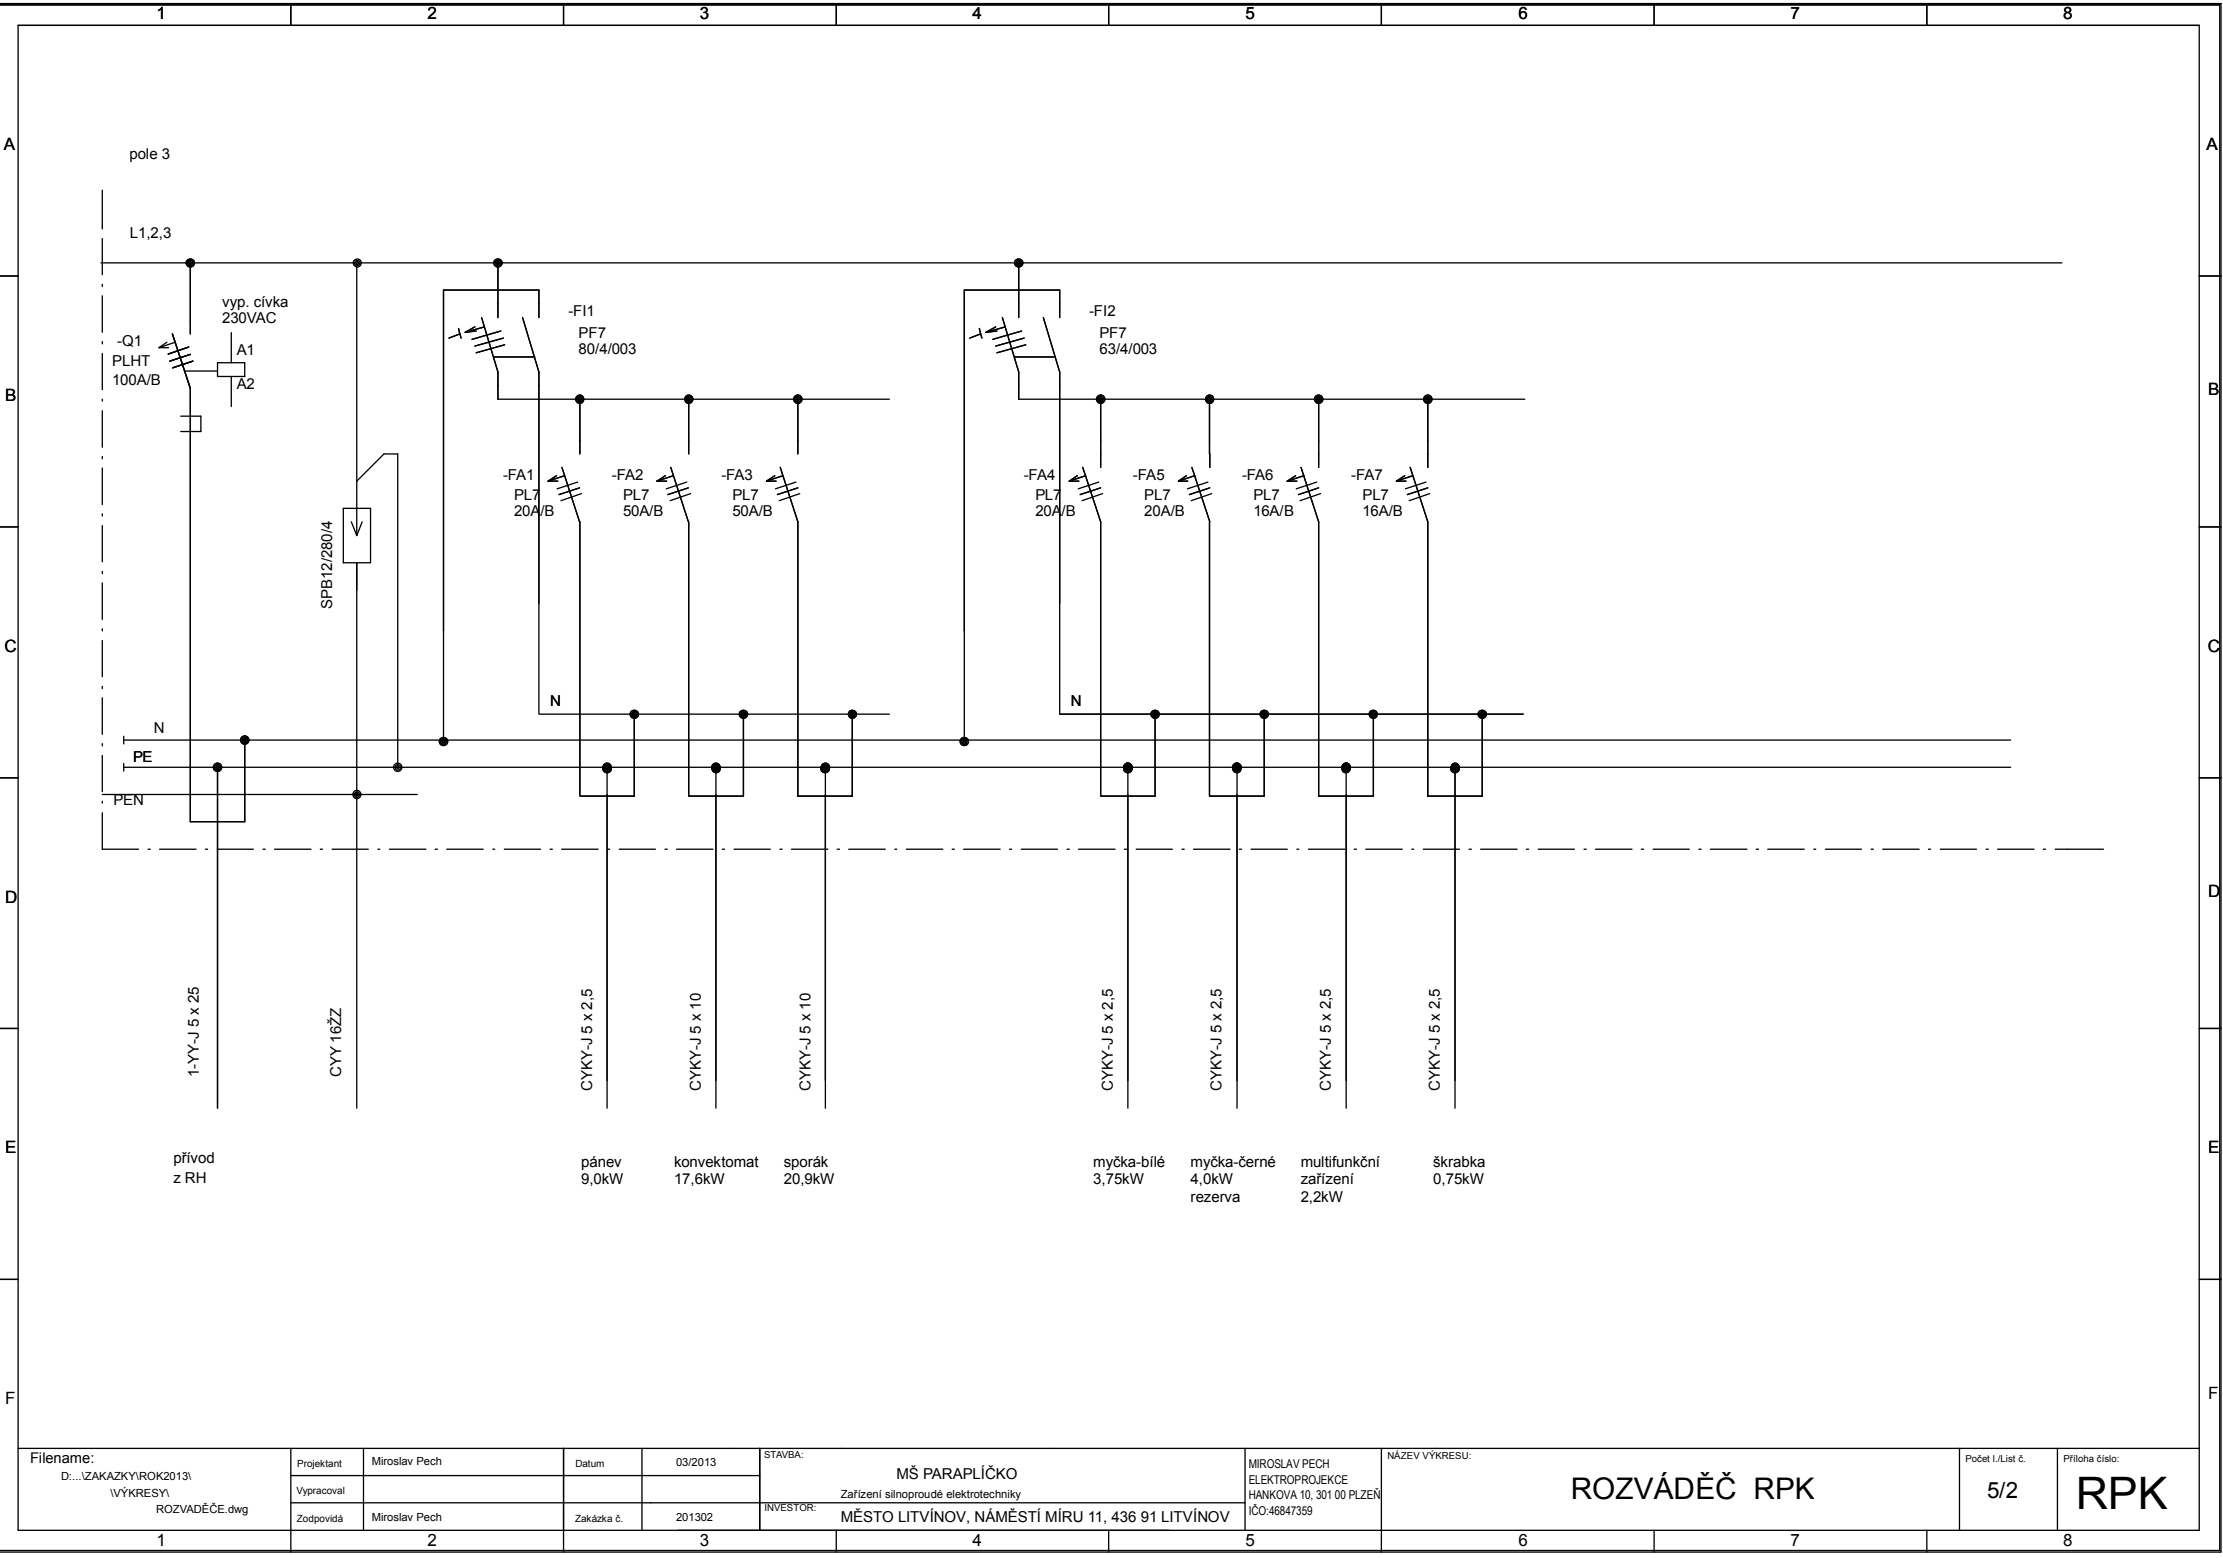 1 2 3 4 5 6 7 8
A A
pole 3
L1,2,3
vyp. cívka
230VAC
-Q1
PLHT
100A/B
A1
A2
-FI1
PF7
80/4/003
-FI2
PF7
63/4/003
B B
-FA1
PL7
20A/B
-FA2
PL7
50A/B
-FA3
PL7
50A/B
-FA4
PL7
20A/B
-FA5
PL7
20A/B
-FA6
PL7
16A/B
-FA7
PL7
16A/B
SPB12/280/4
C C
N
N
N
PE
PEN
D D
1-YY-J 5 x 25
CYY 16ŽZ
CYKY-J 5 x 2,5
CYKY-J 5 x 10
CYKY-J 5 x 10
CYKY-J 5 x 2,5
CYKY-J 5 x 2,5
CYKY-J 5 x 2,5
CYKY-J 5 x 2,5
E E
přívod
z RH
pánev
9,0kW
konvektomat
17,6kW
sporák
20,9kW
myčka-bílé
3,75kW
myčka-černé
4,0kW
rezerva
multifunkční
zařízení
2,2kW
škrabka
0,75kW
F F
Filename:
D:...\ZAKAZKY\ROK2013\
\VÝKRESY\
ROZVADĚČE.dwg
Projektant Miroslav Pech
Vypracoval
Zodpovídá Miroslav Pech
Datum 03/2013
Zakázka č. 201302
STAVBA:
MŠ PARAPLÍČKO
Zařízení silnoproudé elektrotechniky
INVESTOR:
MĚSTO LITVÍNOV, NÁMĚSTÍ MÍRU 11, 436 91 LITVÍNOV
MIROSLAV PECH
ELEKTROPROJEKCE
HANKOVA 10, 301 00 PLZEŇ
IČO:46847359
NÁZEV VÝKRESU:
ROZVÁDĚČ RPK
Počet l./List č.
5/2
Příloha číslo:
RPK
1 2 3 4 5 6 7 8